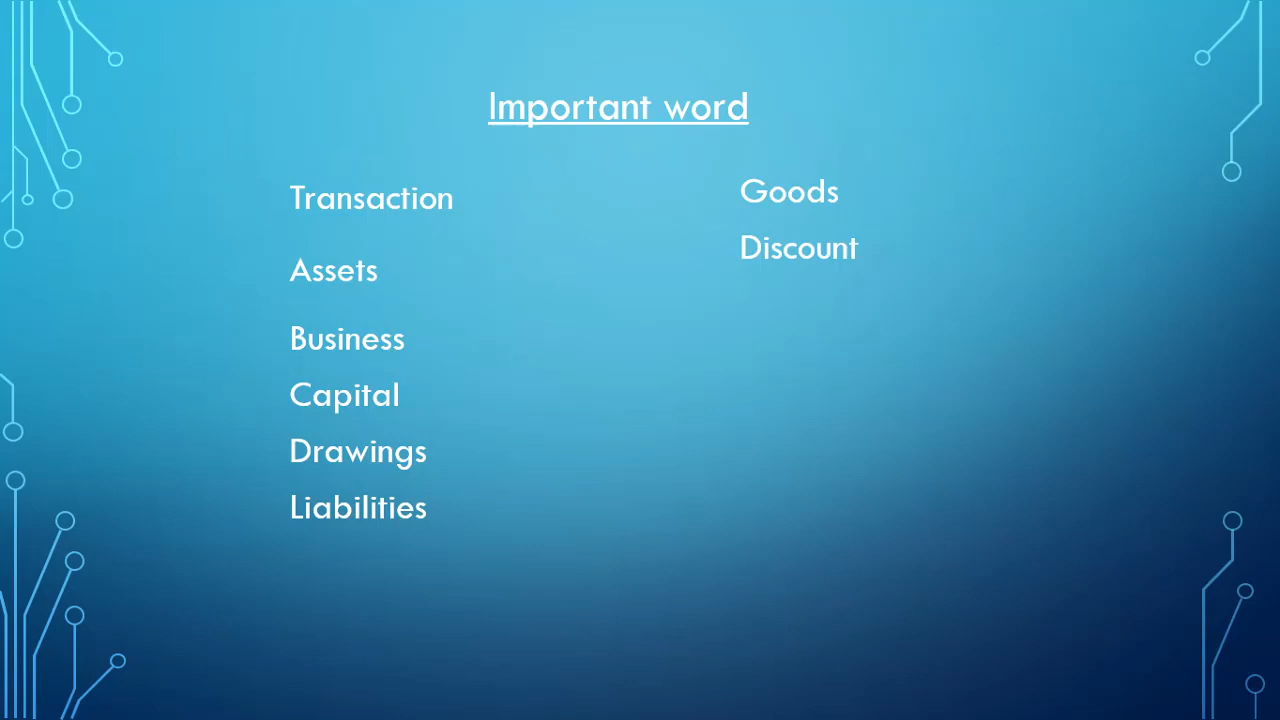 Important word
Transaction
Assets
Business
Capital
Drawings
Liabilities
Goods
Discount